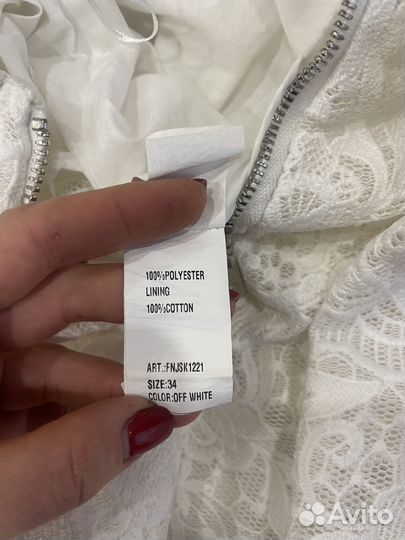 100%POLYESTER
LINING
100%COTTON
ART.:FNJSK1221
SIZE:34
COLOR:OFF WHITE
Avito